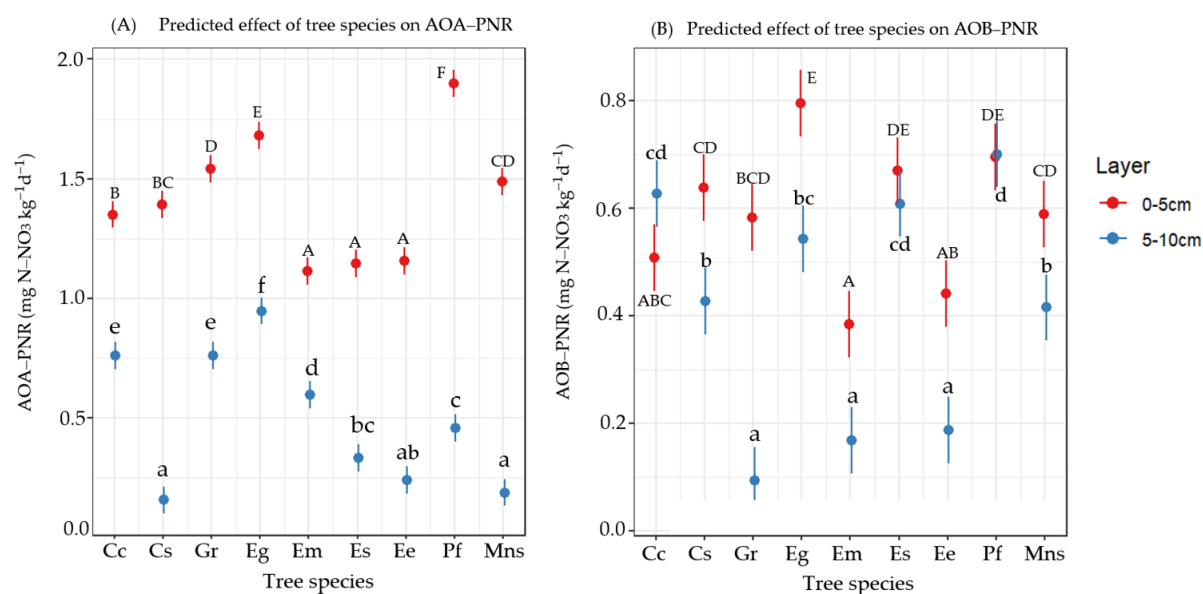 (A) Predicted effect of tree species on AOA–PNR
AOA–PNR (mg N–NO₃ kg⁻¹d⁻¹)
2.0
1.5
1.0
0.5
0.0
B
BC
D
E
A
A
A
F
CD
e
a
e
f
d
bc
ab
c
a
Cc Cs Gr Eg Em Es Ee Pf Mns
Tree species
(B) Predicted effect of tree species on AOB–PNR
AOB–PNR (mg N–NO₃ kg⁻¹d⁻¹)
0.8
0.6
0.4
0.2
0.0
ABC
CD
BCD
E
A
DE
AB
DE
CD
cd
b
a
bc
a
cd
a
d
b
Cc Cs Gr Eg Em Es Ee Pf Mns
Tree species
Layer
0-5cm
5-10cm